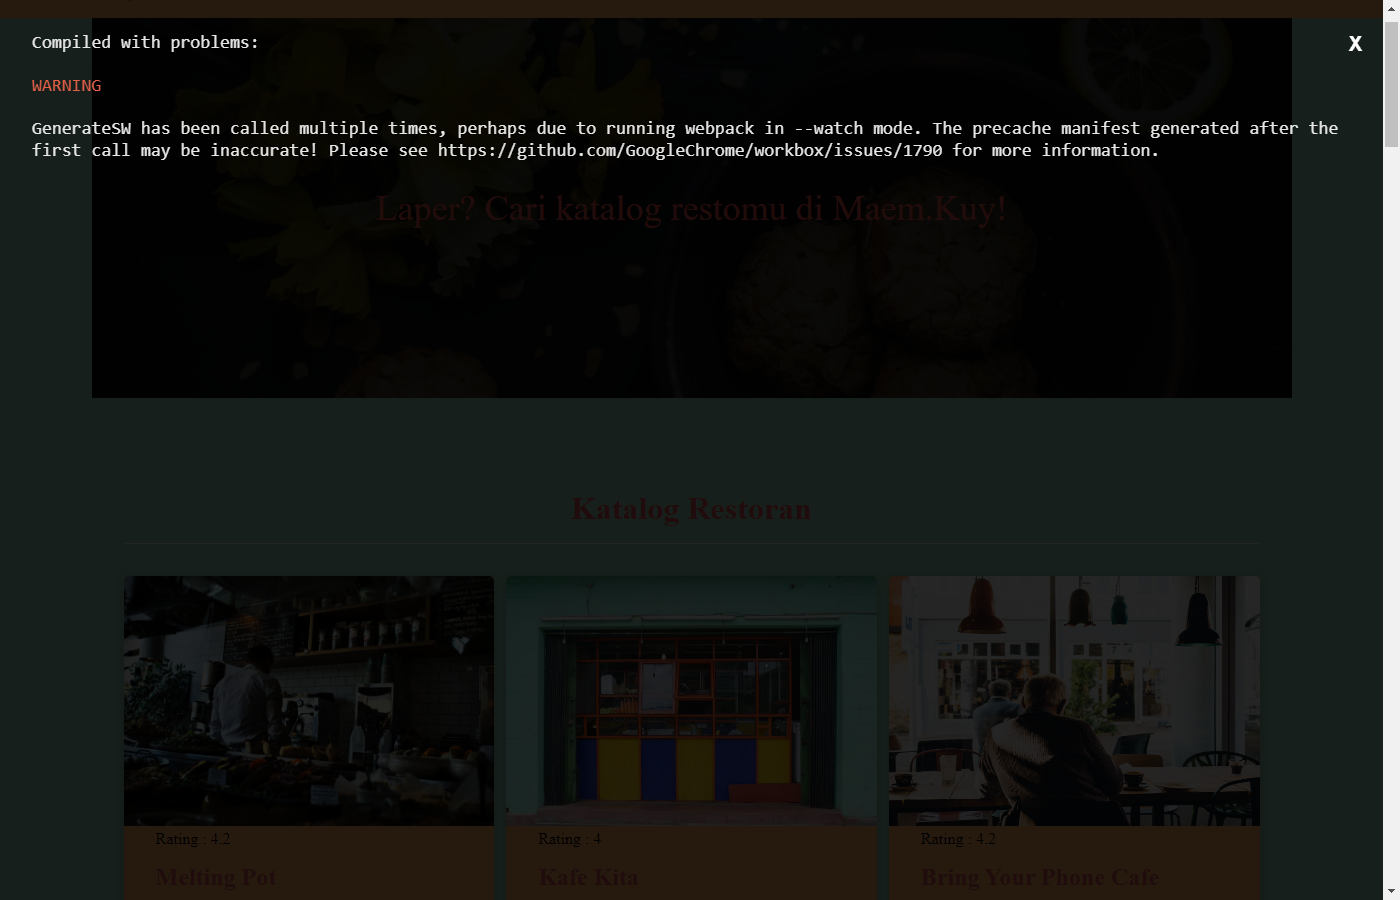 Compiled with problems:
X
WARNING
GenerateSW has been called multiple times, perhaps due to running webpack in --watch mode. The precache manifest generated after the
first call may be inaccurate! Please see https://github.com/GoogleChrome/workbox/issues/1790 for more information.
Laper? Cari katalog restomu di Maem.Kuy!
Katalog Restoran
Rating : 4.2
Rating : 4
Rating : 4.2
Melting Pot
Kafe Kita
Bring Your Phone Cafe